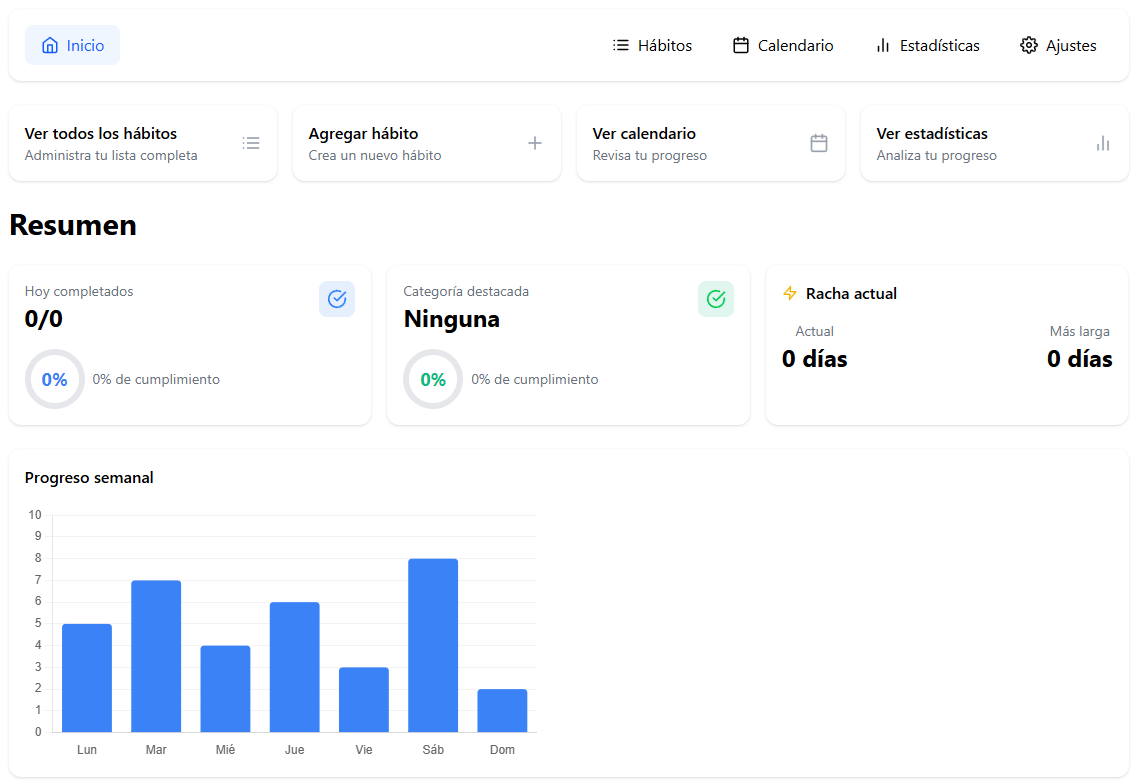 Inicio
Hábitos
Calendario
Estadísticas
Ajustes
Ver todos los hábitos
Administra tu lista completa
Agregar hábito
Crea un nuevo hábito
Ver calendario
Revisa tu progreso
Ver estadísticas
Analiza tu progreso
Resumen
Hoy completados
0/0
0%
0% de cumplimiento
Categoría destacada
Ninguna
0%
0% de cumplimiento
Racha actual
Actual
0 días
Más larga
0 días
Progreso semanal
10
9
8
7
6
5
4
3
2
1
0
Lun Mar Mié Jue Vie Sáb Dom